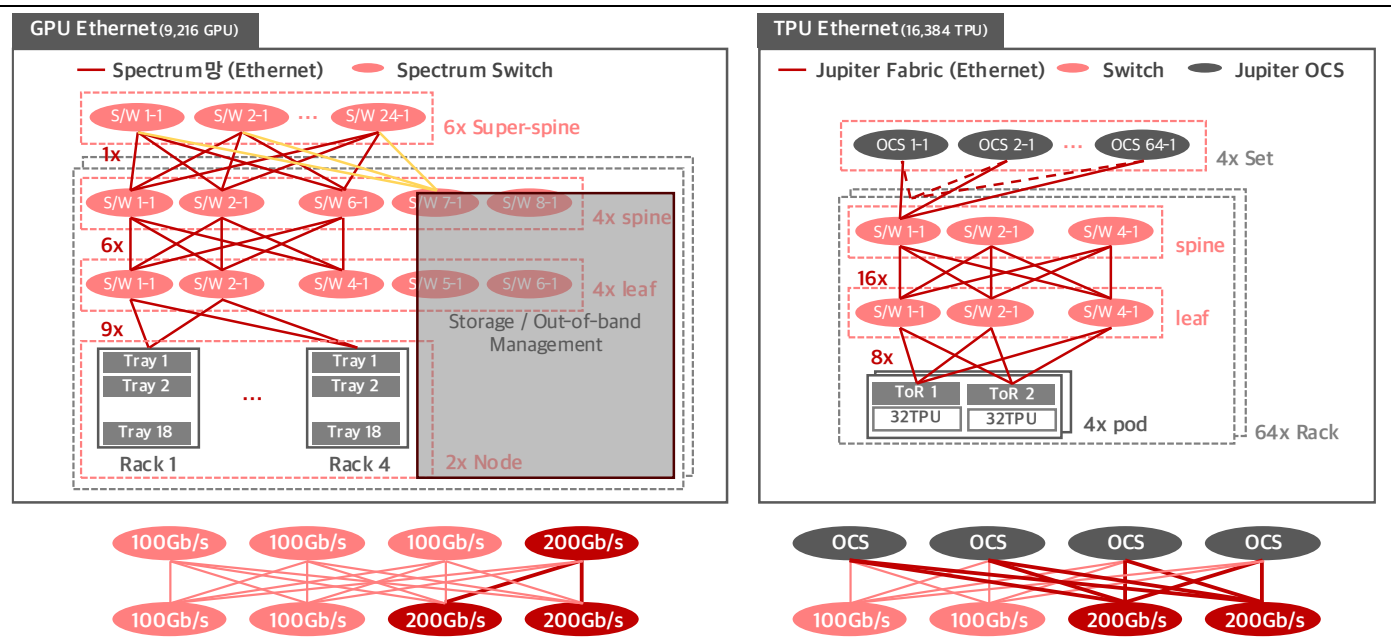 GPU Ethernet(9,216 GPU)
Spectrum망 (Ethernet)
Spectrum Switch
S/W 1-1
S/W 2-1
...
S/W 24-1
6x Super-spine
1x
S/W 1-1
S/W 2-1
S/W 6-1
S/W 7-1
S/W 8-1
4x spine
6x
S/W 1-1
S/W 2-1
S/W 4-1
S/W 5-1
S/W 6-1
4x leaf
9x
Storage / Out-of-band
Management
Tray 1
Tray 2
Tray 18
Rack 1
...
Tray 1
Tray 2
Tray 18
Rack 4
2x Node
100Gb/s
100Gb/s
100Gb/s
200Gb/s
100Gb/s
100Gb/s
200Gb/s
200Gb/s
TPU Ethernet(16,384 TPU)
Jupiter Fabric (Ethernet)
Switch
Jupiter OCS
OCS 1-1
OCS 2-1
...
OCS 64-1
4x Set
S/W 1-1
S/W 2-1
S/W 4-1
spine
16x
S/W 1-1
S/W 2-1
S/W 4-1
leaf
8x
ToR 1
ToR 2
32TPU
32TPU
4x pod
64x Rack
OCS
OCS
OCS
OCS
100Gb/s
100Gb/s
200Gb/s
200Gb/s